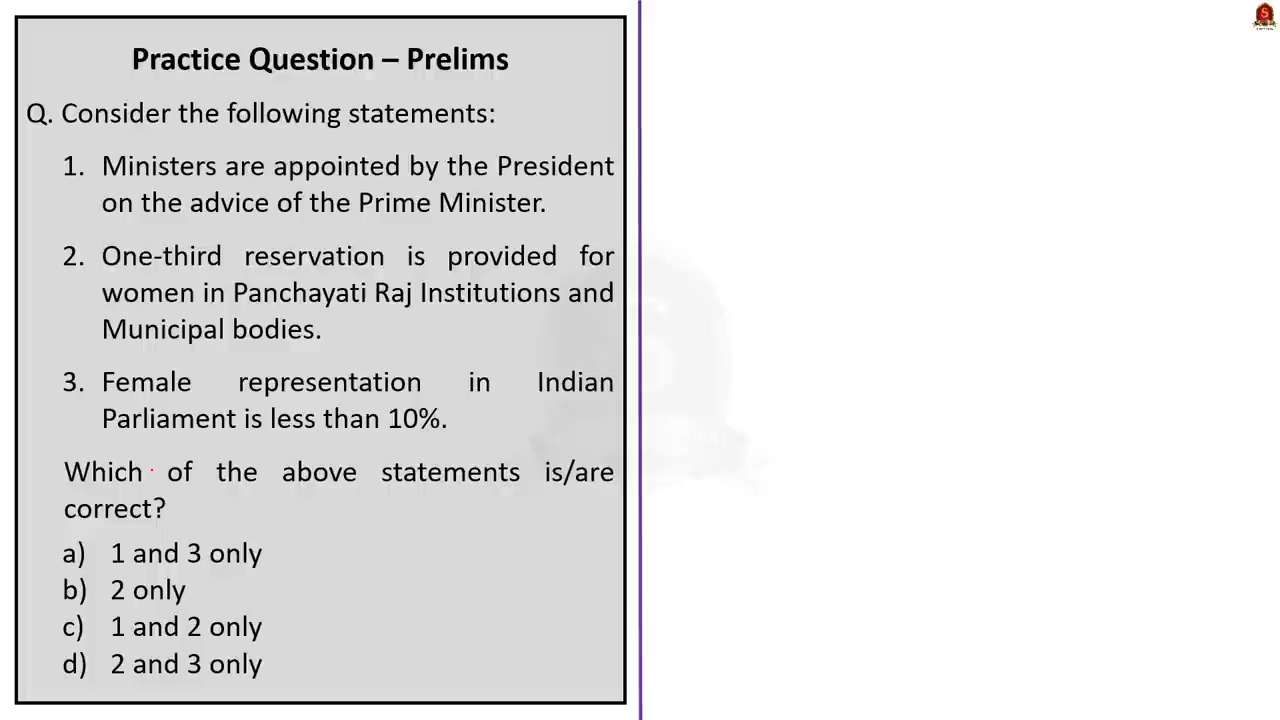 Practice Question – Prelims
Q. Consider the following statements:
1. Ministers are appointed by the President
on the advice of the Prime Minister.
2. One-third reservation is provided for
women in Panchayati Raj Institutions and
Municipal bodies.
3. Female representation in Indian
Parliament is less than 10%.
Which of the above statements is/are
correct?
a) 1 and 3 only
b) 2 only
c) 1 and 2 only
d) 2 and 3 only